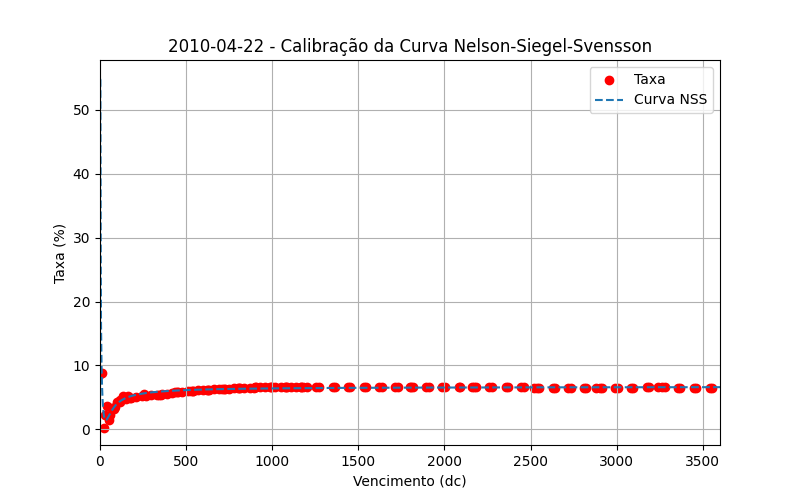 2010-04-22 - Calibração da Curva Nelson-Siegel-Svensson
Taxa
Curva NSS
Taxa (%)
50
40
30
20
10
0
0 500 1000 1500 2000 2500 3000 3500
Vencimento (dc)